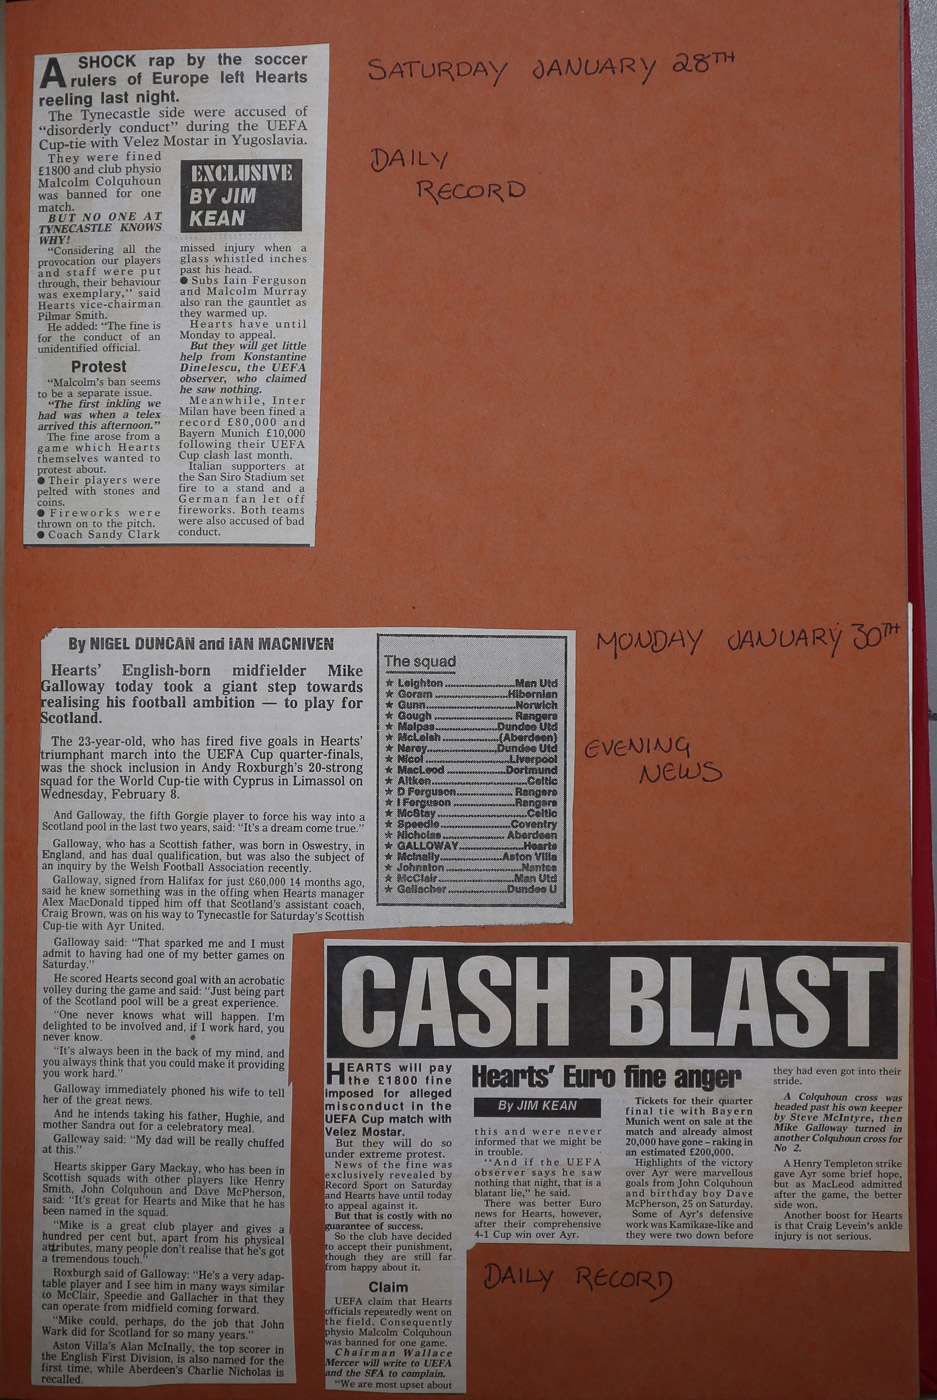 A SHOCK rap by the soccer
rulers of Europe left Hearts
reeling last night.
The Tynecastle side were accused of
"disorderly conduct" during the UEFA
Cup-tie with Velez Mostar in Yugoslavia.
They were fined
£1800 and club physio
Malcolm Colquhoun
was banned for one
match.
BUT NO ONE AT
TYNECASTLE KNOWS
WHY!
"Considering all the
provocation our players
and staff were put
through, their behaviour
was exemplary," said
Hearts vice-chairman
Pilmar Smith.
He added: "The fine is
for the conduct of an
unidentified official.
Protest
"Malcolm's ban seems
to be a separate issue.
"The first inkling we
had was when a telex
arrived this afternoon."
The fine arose from a
game which Hearts
themselves wanted to
protest about.
● Their players were
pelted with stones and
coins.
● Fireworks were
thrown on to the pitch.
● Coach Sandy Clark
EXCLUSIVE
BY JIM
KEAN
missed injury when a
glass whistled inches
past his head.
● Subs Iain Ferguson
and Malcolm Murray
also ran the gauntlet as
they warmed up.
Hearts have until
Monday to appeal.
But they will get little
help from Konstantine
Dinelescu, the UEFA
observer, who claimed
he saw nothing.
Meanwhile, Inter
Milan have been fined a
record £80,000 and
Bayern Munich £10,000
following their UEFA
Cup clash last month.
Italian supporters at
the San Siro Stadium set
fire to a stand and a
German fan let off
fireworks. Both teams
were also accused of bad
conduct.
SATURDAY JANUARY 28TH
DAILY
RECORD
By NIGEL DUNCAN and IAN MACNIVEN
Hearts' English-born midfielder Mike
Galloway today took a giant step towards
realising his football ambition — to play for
Scotland.
The 23-year-old, who has fired five goals in Hearts'
triumphant march into the UEFA Cup quarter-finals,
was the shock inclusion in Andy Roxburgh's 20-strong
squad for the World Cup-tie with Cyprus in Limassol on
Wednesday, February 8.
And Galloway, the fifth Gorgie player to force his way into a
Scotland pool in the last two years, said: "It's a dream come true."
Galloway, who has a Scottish father, was born in Oswestry, in
England, and has dual qualification, but was also the subject of
an inquiry by the Welsh Football Association recently.
Galloway, signed from Halifax for just £60,000 14 months ago,
said he knew something was in the offing when Hearts manager
Alex MacDonald tipped him off that Scotland's assistant coach,
Craig Brown, was on his way to Tynecastle for Saturday's Scottish
Cup-tie with Ayr United.
Galloway said: "That sparked me and I must
admit to having had one of my better games on
Saturday."
He scored Hearts second goal with an acrobatic
volley during the game and said: "Just being part
of the Scotland pool will be a great experience.
"One never knows what will happen. I'm
delighted to be involved and, if I work hard, you
never know.
"It's always been in the back of my mind, and
you always think that you could make it providing
you work hard."
Galloway immediately phoned his wife to tell
her of the great news.
And he intends taking his father, Hughie, and
mother Sandra out for a celebratory meal.
Galloway said: "My dad will be really chuffed
at this."
Hearts skipper Gary Mackay, who has been in
Scottish squads with other players like Henry
Smith, John Colquhoun and Dave McPherson,
said: "It's great for Hearts and Mike that he has
been named in the squad.
"Mike is a great club player and gives a
hundred per cent but, apart from his physical
attributes, many people don't realise that he's got
a tremendous touch."
Roxburgh said of Galloway: "He's a very adap-
table player and I see him in many ways similar
to McClair, Speedie and Gallacher in that they
can operate from midfield coming forward.
"Mike could, perhaps, do the job that John
Wark did for Scotland for so many years."
Aston Villa's Alan McInally, the top scorer in
the English First Division, is also named for the
first time, while Aberdeen's Charlie Nicholas is
recalled.
The squad
★ Leighton ........ Man Utd
★ Goram ........ Hibernian
★ Gunn ........ Norwich
★ Gough ........ Rangers
★ Malpas ........ Dundee Utd
★ McLeish ........ (Aberdeen)
★ Narey ........ Dundee Utd
★ Nicol ........ Liverpool
★ MacLeod ........ Dortmund
★ Aitken ........ Celtic
★ D Ferguson ........ Rangers
★ I Ferguson ........ Rangers
★ McStay ........ Celtic
★ Speedie ........ Coventry
★ Nicholas ........ Aberdeen
★ GALLOWAY ........ Hearts
★ McInally ........ Aston Villa
★ Johnston ........ Nantes
★ McClair ........ Man Utd
★ Gallacher ........ Dundee U
MONDAY JANUARY 30TH
EVENING
NEWS
CASH BLAST
HEARTS will pay
the £1800 fine
imposed for alleged
misconduct in the
UEFA Cup match with
Velez Mostar.
But they will do so
under extreme protest.
News of the fine was
exclusively revealed by
Record Sport on Saturday
and Hearts have until today
to appeal against it.
But that is costly with no
guarantee of success.
So the club have decided
to accept their punishment,
though they are still far
from happy about it.
Claim
UEFA claim that Hearts
officials repeatedly went on
the field. Consequently
physio Malcolm Colquhoun
was banned for one game.
Chairman Wallace
Mercer will write to UEFA
and the SFA to complain.
"We are most upset about
Hearts' Euro fine anger
By JIM KEAN
this and were never
informed that we might be
in trouble.
"And if the UEFA
observer says he saw
nothing that night, that is a
blatant lie," he said.
There was better Euro
news for Hearts, however,
after their comprehensive
4-1 Cup win over Ayr.
Tickets for their quarter
final tie with Bayern
Munich went on sale at the
match and already almost
20,000 have gone – raking in
an estimated £200,000.
Highlights of the victory
over Ayr were marvellous
goals from John Colquhoun
and birthday boy Dave
McPherson, 25 on Saturday.
Some of Ayr's defensive
work was Kamikaze-like and
they were two down before
they had even got into their
stride.
A Colquhoun cross was
headed past his own keeper
by Steve McIntyre, then
Mike Galloway turned in
another Colquhoun cross for
No 2.
A Henry Templeton strike
gave Ayr some brief hope,
but as MacLeod admitted
after the game, the better
side won.
Another boost for Hearts
is that Craig Levein's ankle
injury is not serious.
DAILY RECORD